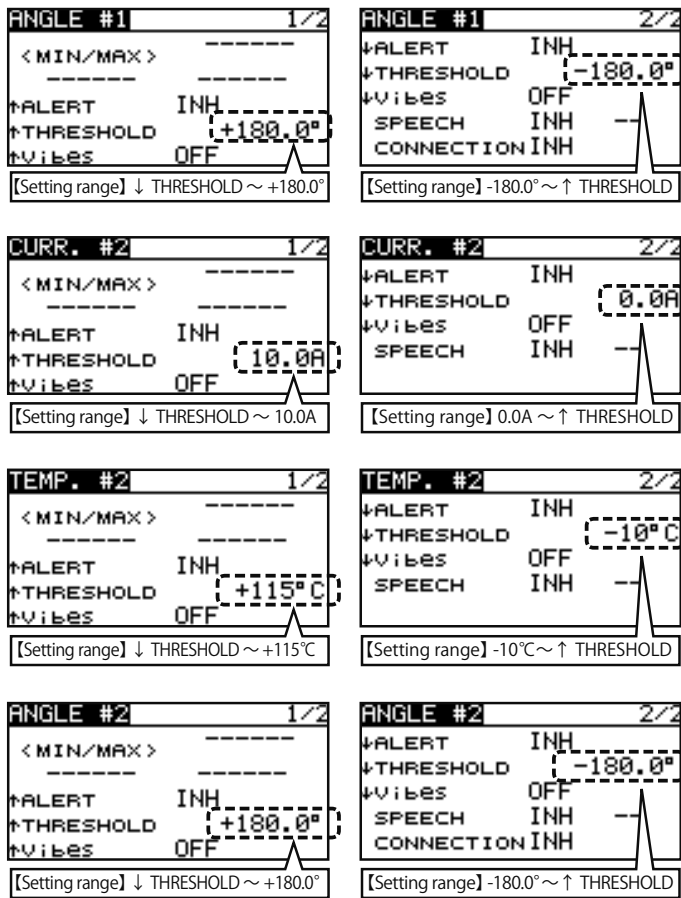 ANGLE #1 1/2
------
<MIN/MAX>
------ ------
↑ALERT INH
↑THRESHOLD +180.0°
↑Vibes OFF
【Setting range】 ↓ THRESHOLD ～ +180.0°
ANGLE #1 2/2
↓ALERT INH
↓THRESHOLD -180.0°
↓Vibes OFF
SPEECH INH --
CONNECTION INH
【Setting range】 -180.0° ～ ↑ THRESHOLD
CURR. #2 1/2
------
<MIN/MAX>
------ ------
↑ALERT INH
↑THRESHOLD 10.0A
↑Vibes OFF
【Setting range】 ↓ THRESHOLD ～ 10.0A
CURR. #2 2/2
↓ALERT INH
↓THRESHOLD 0.0A
↓Vibes OFF
SPEECH INH --
【Setting range】 0.0A ～ ↑ THRESHOLD
TEMP. #2 1/2
------
<MIN/MAX>
------ ------
↑ALERT INH
↑THRESHOLD +115°C
↑Vibes OFF
【Setting range】 ↓ THRESHOLD ～ +115℃
TEMP. #2 2/2
↓ALERT INH
↓THRESHOLD -10°C
↓Vibes OFF
SPEECH INH --
【Setting range】 -10℃ ～ ↑ THRESHOLD
ANGLE #2 1/2
------
<MIN/MAX>
------ ------
↑ALERT INH
↑THRESHOLD +180.0°
↑Vibes OFF
【Setting range】 ↓ THRESHOLD ～ +180.0°
ANGLE #2 2/2
↓ALERT INH
↓THRESHOLD -180.0°
↓Vibes OFF
SPEECH INH --
CONNECTION INH
【Setting range】 -180.0° ～ ↑ THRESHOLD